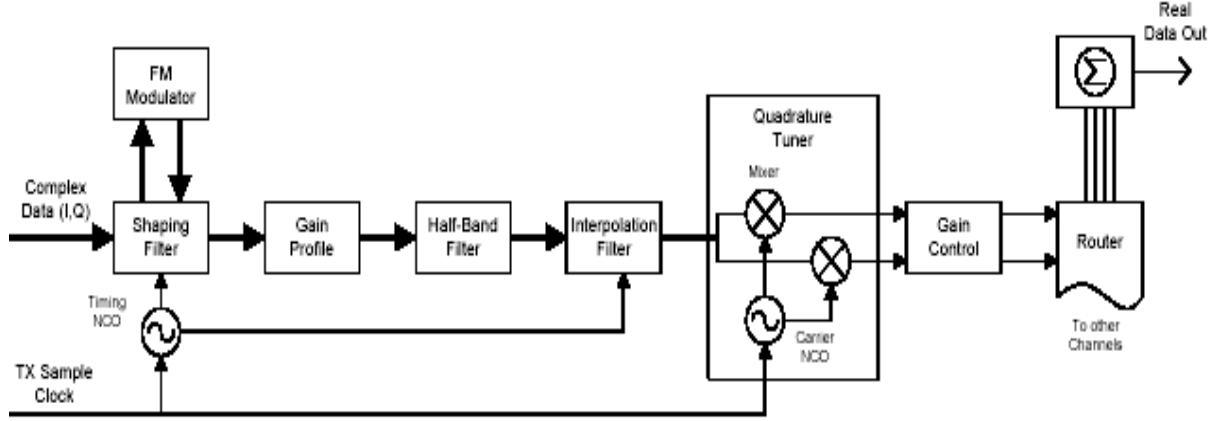 Real
Data Out
FM
Modulator
Σ
Quadrature
Tuner
Mixer
Complex
Data (I,Q)
Shaping
Filter
Gain
Profile
Half-Band
Filter
Interpolation
Filter
Gain
Control
Router
Timing
NCO
Carrier
NCO
To other
Channels
TX Sample
Clock